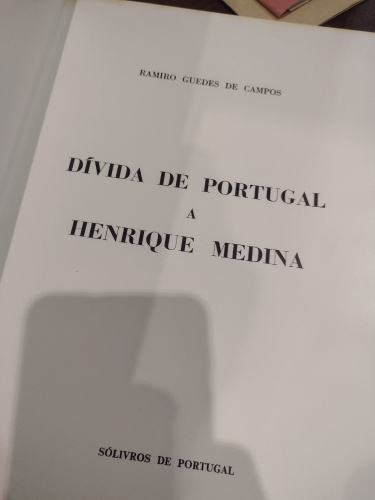 RAMIRO GUEDES DE CAMPOS
DÍVIDA DE PORTUGAL
A
HENRIQUE MEDINA
SÓLIVROS DE PORTUGAL